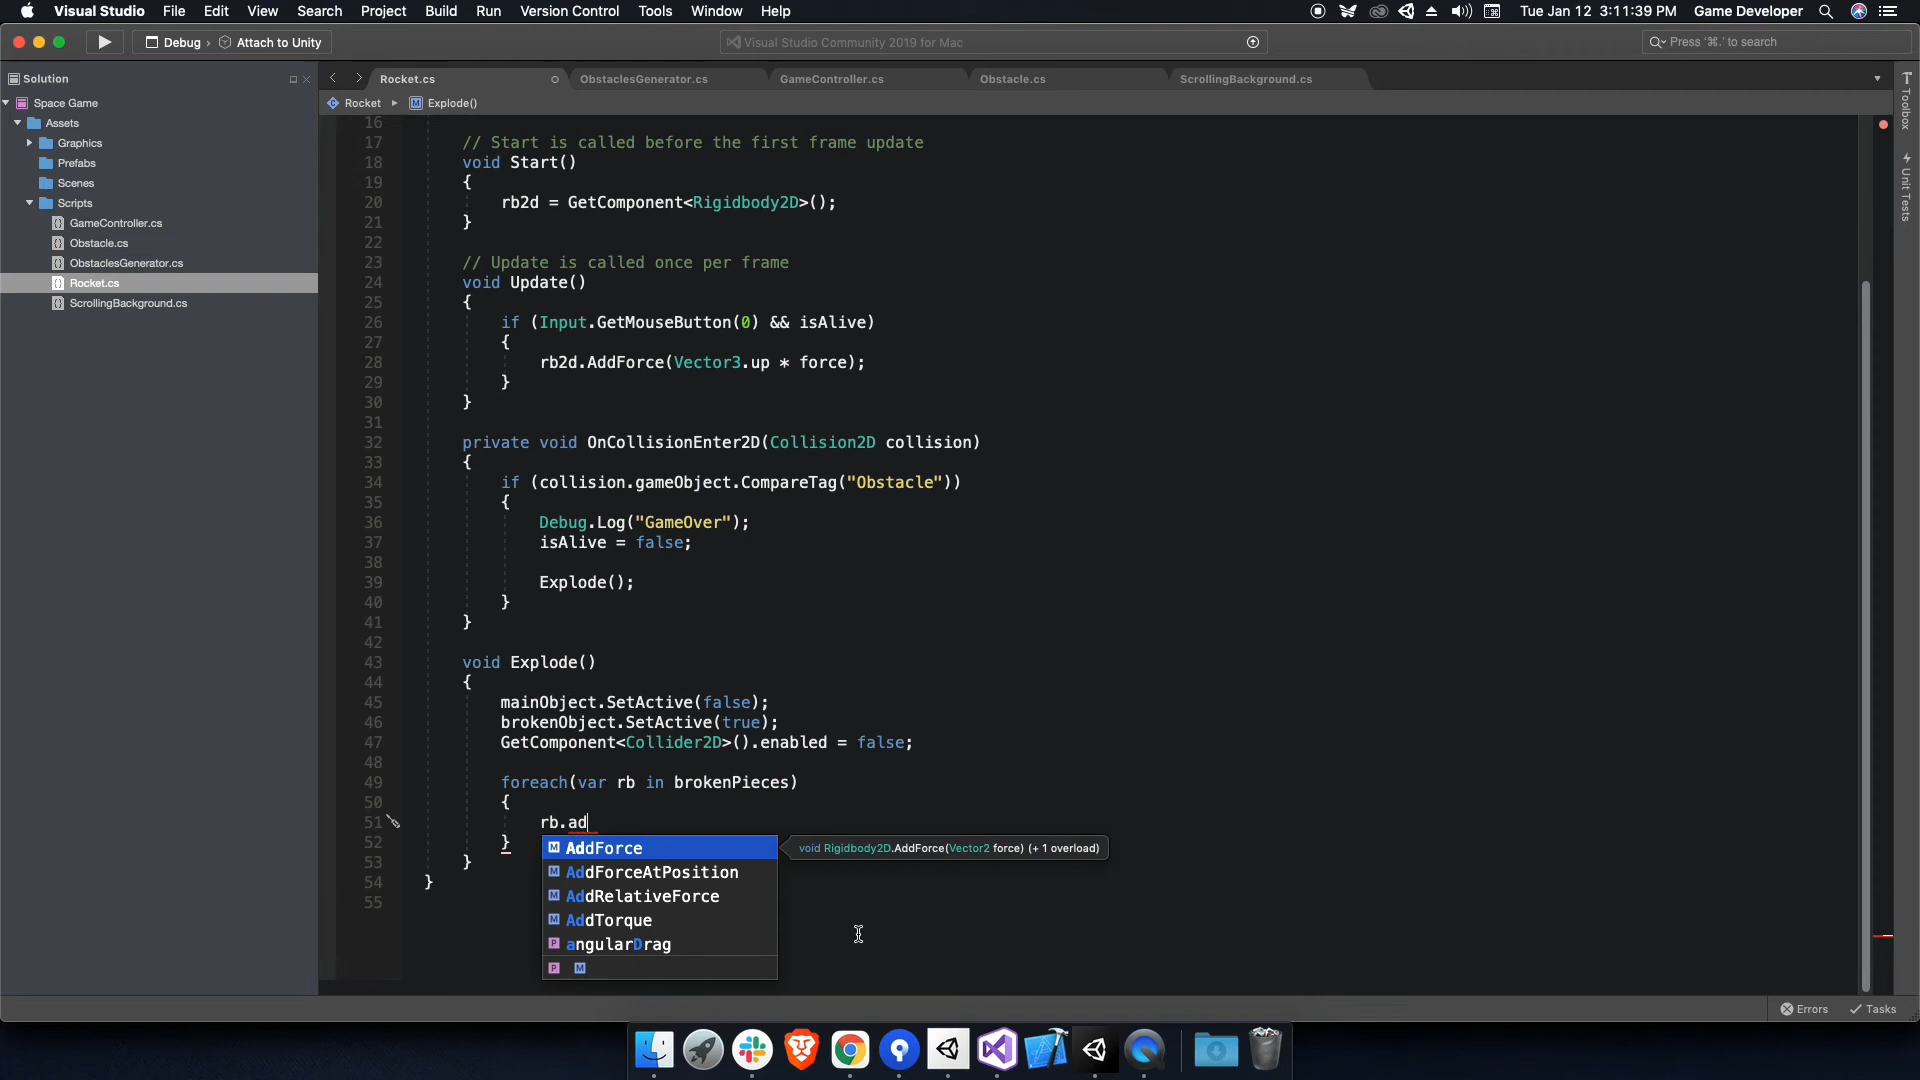 Visual Studio File Edit View Search Project Build Run Version Control Tools Window Help Tue Jan 12 3:11:39 PM Game Developer
Debug › Attach to Unity Visual Studio Community 2019 for Mac Press '⌘.' to search
Solution Rocket.cs ObstaclesGenerator.cs GameController.cs Obstacle.cs ScrollingBackground.cs
Rocket Explode()
Space Game
Assets
Graphics
Prefabs
Scenes
Scripts
GameController.cs
Obstacle.cs
ObstaclesGenerator.cs
Rocket.cs
ScrollingBackground.cs
16
17 // Start is called before the first frame update
18 void Start()
19 {
20 rb2d = GetComponent<Rigidbody2D>();
21 }
22
23 // Update is called once per frame
24 void Update()
25 {
26 if (Input.GetMouseButton(0) && isAlive)
27 {
28 rb2d.AddForce(Vector3.up * force);
29 }
30 }
31
32 private void OnCollisionEnter2D(Collision2D collision)
33 {
34 if (collision.gameObject.CompareTag("Obstacle"))
35 {
36 Debug.Log("GameOver");
37 isAlive = false;
38
39 Explode();
40 }
41 }
42
43 void Explode()
44 {
45 mainObject.SetActive(false);
46 brokenObject.SetActive(true);
47 GetComponent<Collider2D>().enabled = false;
48
49 foreach(var rb in brokenPieces)
50 {
51 rb.ad
52 }
53 }
54 }
55
AddForce
AddForceAtPosition
AddRelativeForce
AddTorque
angularDrag
P M
void Rigidbody2D.AddForce(Vector2 force) (+ 1 overload)
Toolbox
Unit Tests
Errors Tasks